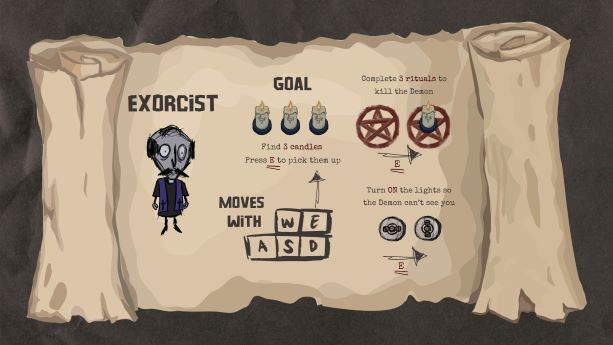 EXORCiST
GOAL
Find 3 candles
Press E to pick them up
MOVES
WiTH
W E
A S D
Complete 3 rituals to
kill the Demon
E
Turn ON the lights so
the Demon can't see you
E